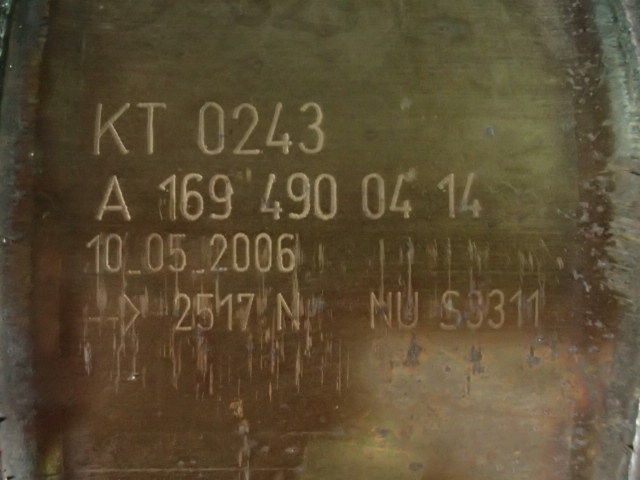 KT 0243
A 169 490 04 14
10_05_2006
-> 2517 N NU S3311